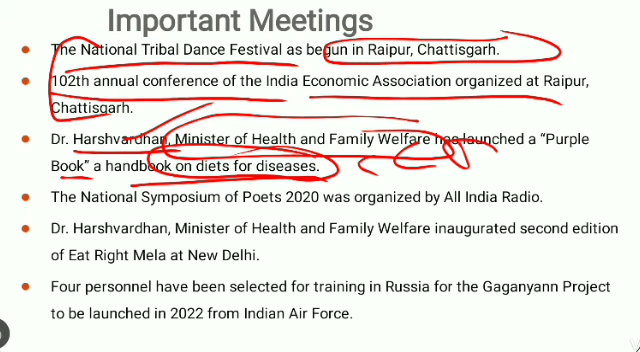 Important Meetings
The National Tribal Dance Festival as begun in Raipur, Chattisgarh.
102th annual conference of the India Economic Association organized at Raipur,
Chattisgarh.
Dr. Harshvardhan, Minister of Health and Family Welfare has launched a “Purple
Book” a handbook on diets for diseases.
The National Symposium of Poets 2020 was organized by All India Radio.
Dr. Harshvardhan, Minister of Health and Family Welfare inaugurated second edition
of Eat Right Mela at New Delhi.
Four personnel have been selected for training in Russia for the Gaganyann Project
to be launched in 2022 from Indian Air Force.